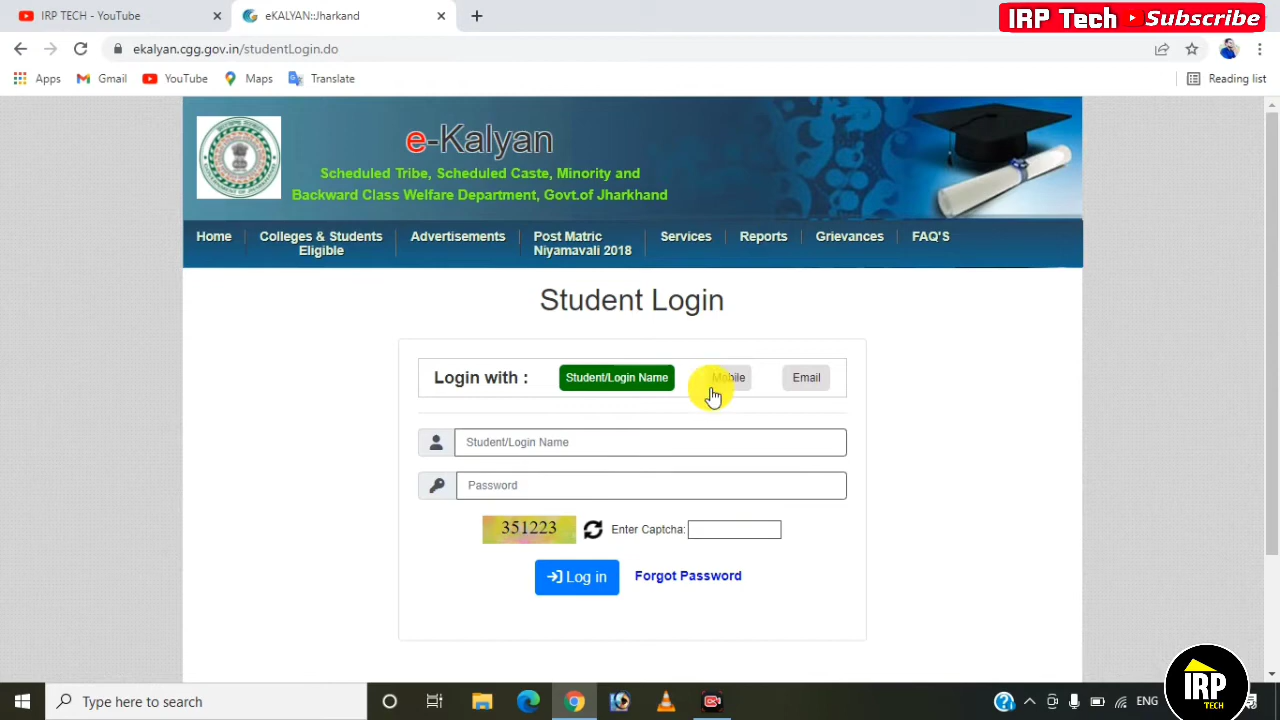 IRP TECH - YouTube
eKALYAN::Jharkand
IRP Tech Subscribe
ekalyan.cgg.gov.in/studentLogin.do
Apps Gmail YouTube Maps Translate Reading list
e-Kalyan
Scheduled Tribe, Scheduled Caste, Minority and
Backward Class Welfare Department, Govt.of Jharkhand
Home
Colleges & Students
Eligible
Advertisements
Post Matric
Niyamavali 2018
Services
Reports
Grievances
FAQ'S
Student Login
Login with : Student/Login Name Mobile Email
Student/Login Name
Password
351223 Enter Captcha:
Log in Forgot Password
Type here to search
ENG
IRP
TECH